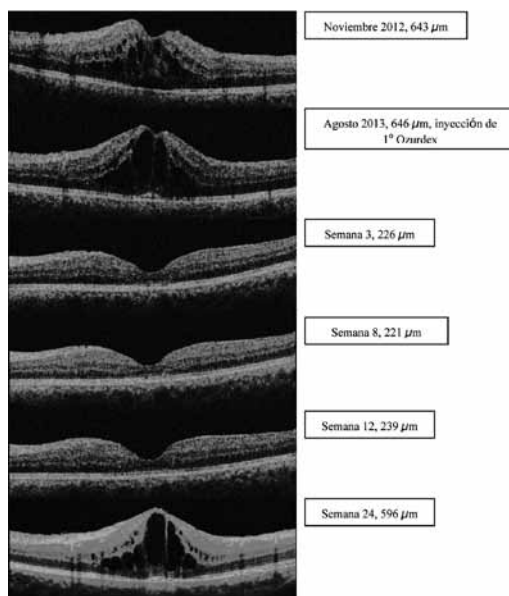 Noviembre 2012, 643 µm
Agosto 2013, 646 µm, inyección de
1º Ozurdex
Semana 3, 226 µm
Semana 8, 221 µm
Semana 12, 239 µm
Semana 24, 596 µm